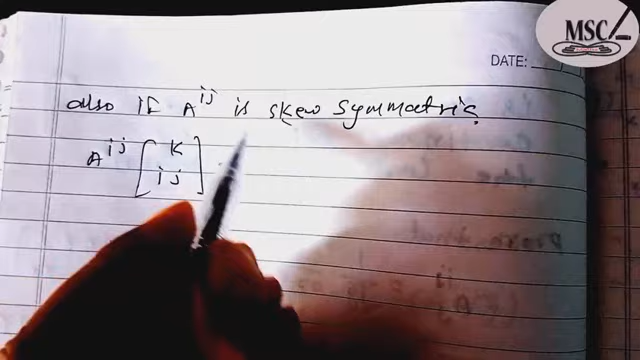 MSC
DATE:
also If A^ij is skew symmetric
A^ij [ k
ij ]